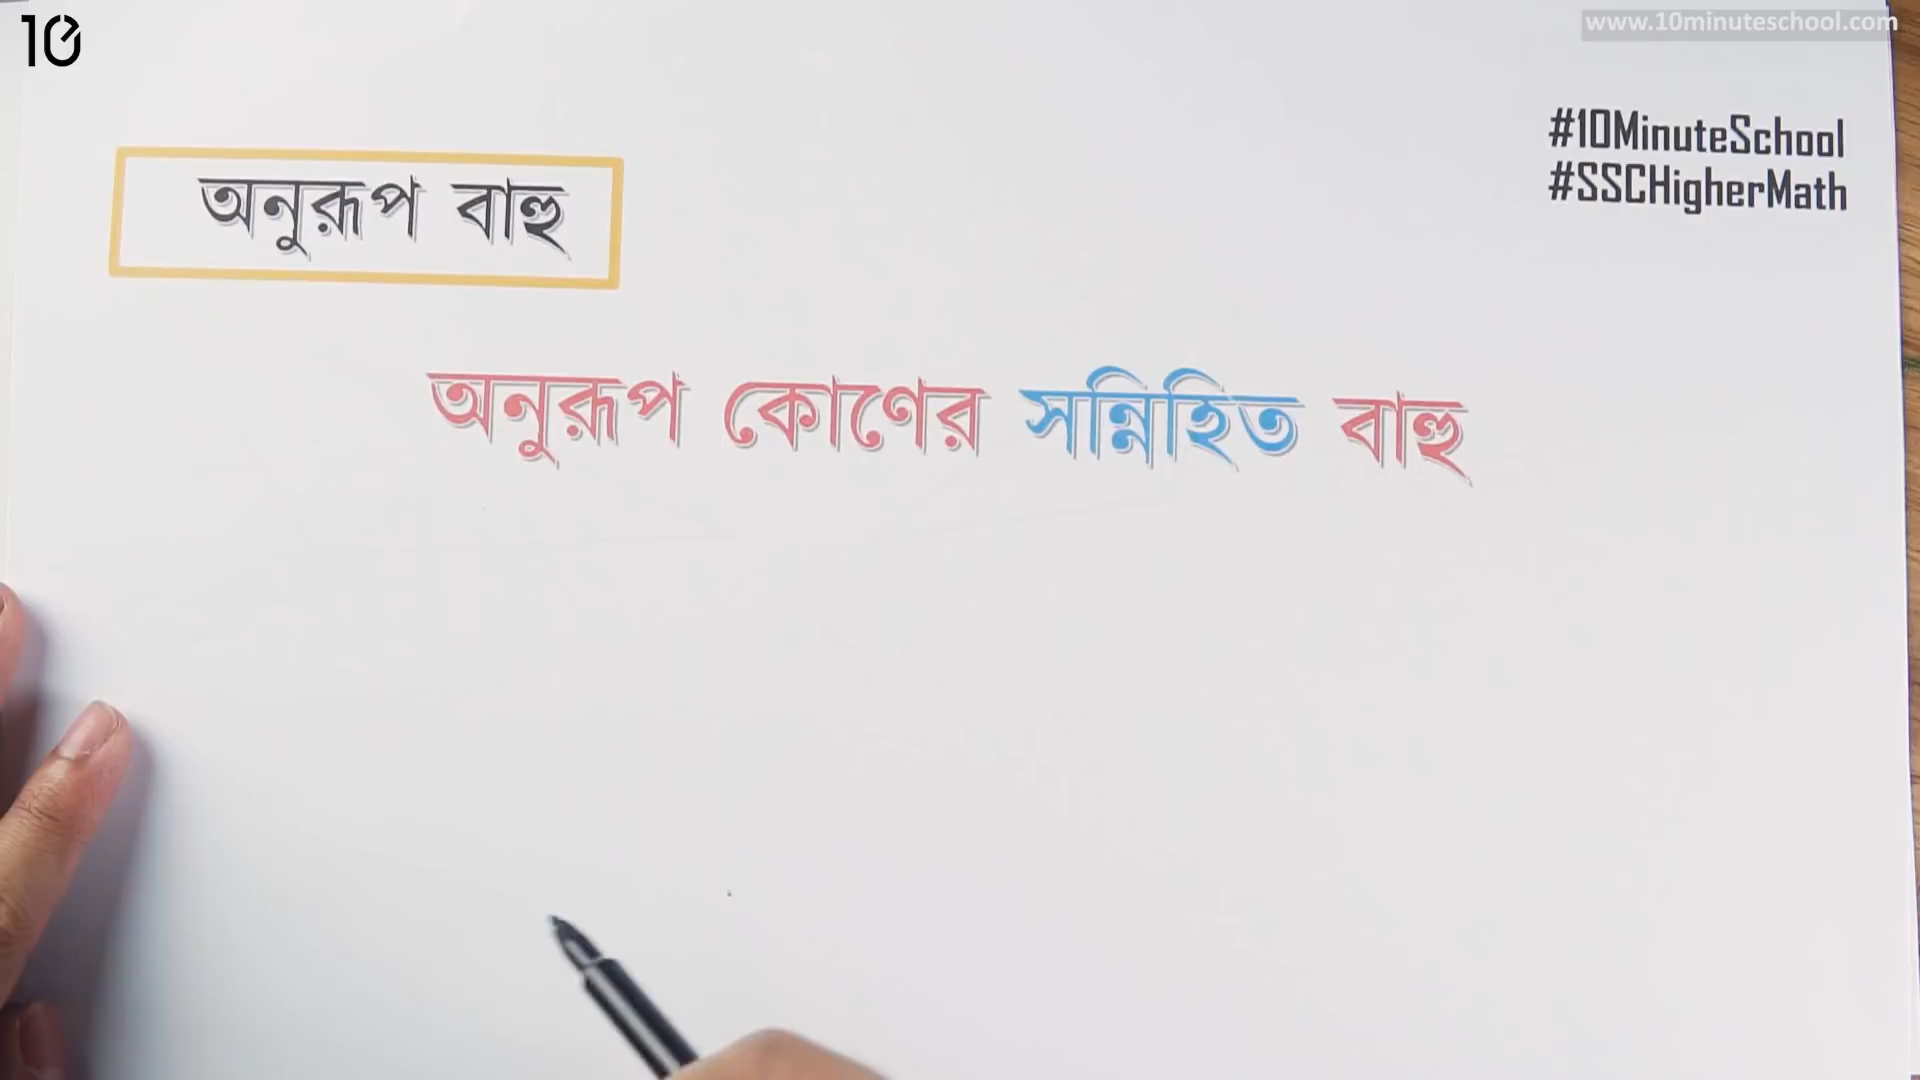 10
www.10minuteschool.com
#10MinuteSchool
#SSCHigherMath
অনুরূপ বাহু
অনুরূপ কোণের সন্নিহিত বাহু